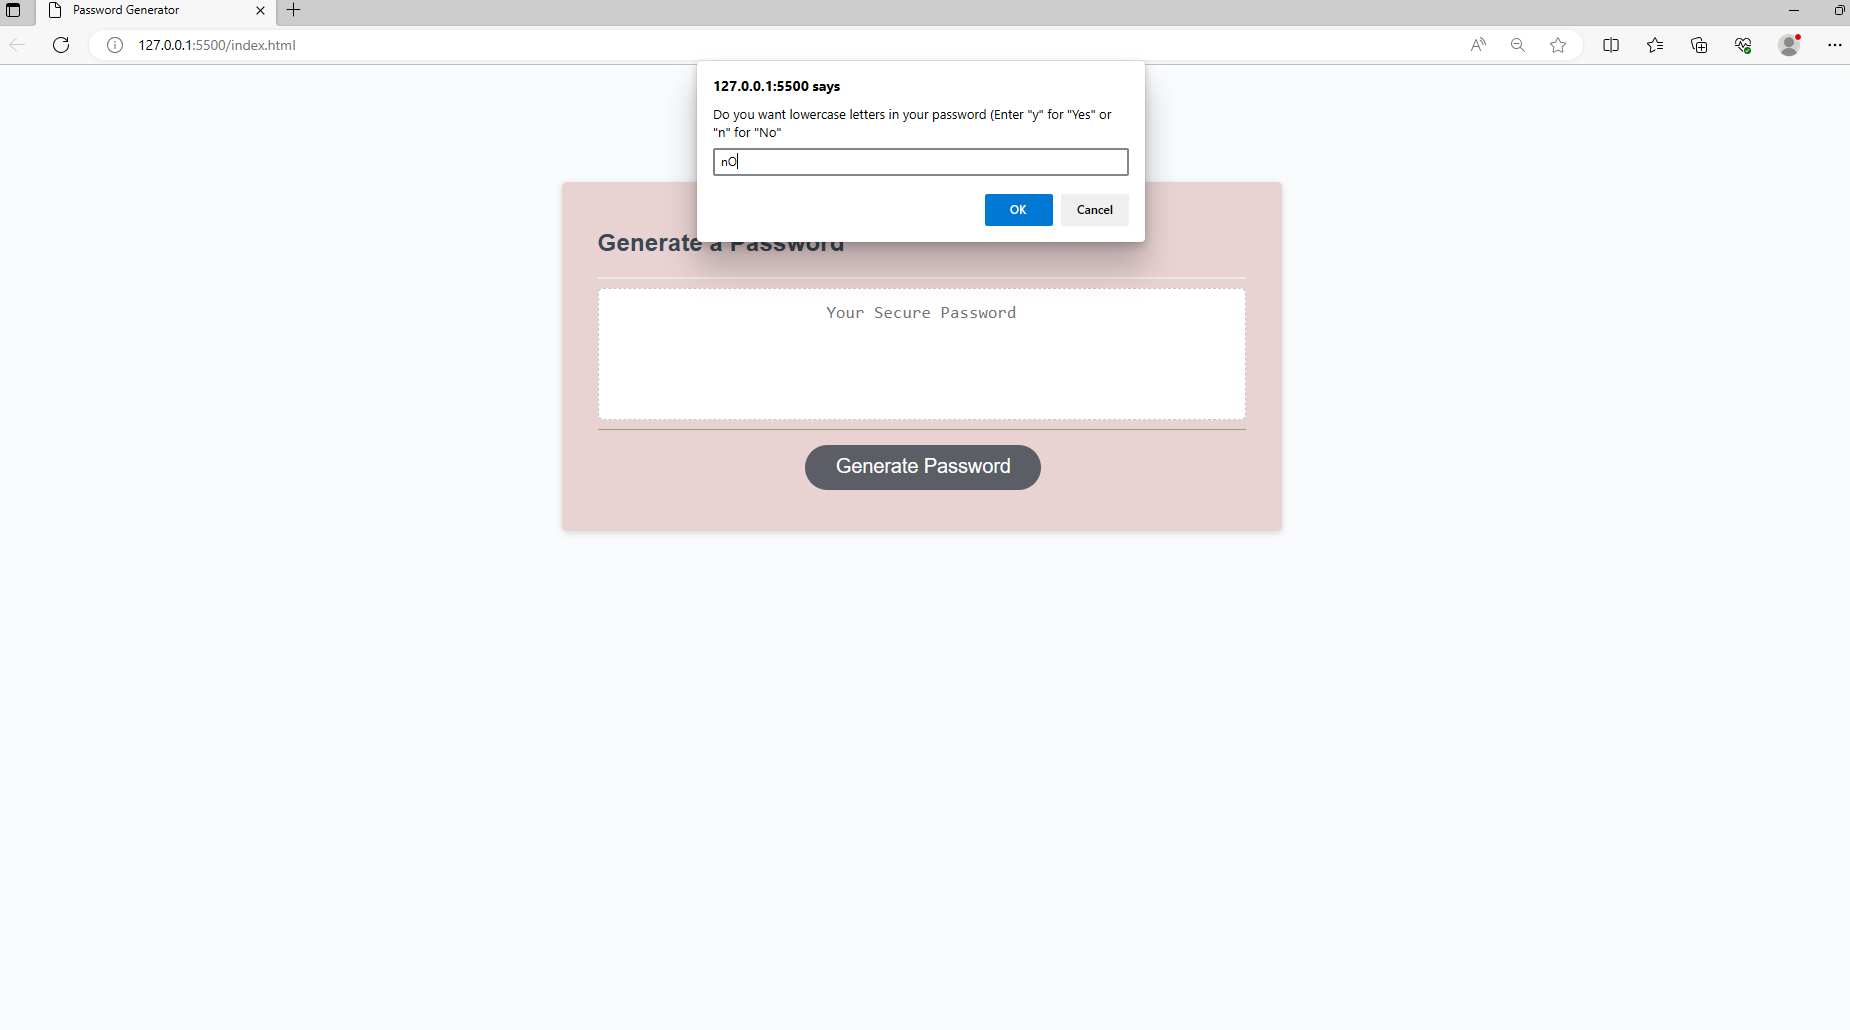 Password Generator
127.0.0.1:5500/index.html
127.0.0.1:5500 says
Do you want lowercase letters in your password (Enter "y" for "Yes" or
"n" for "No"
nO
OK
Cancel
Generate a Password
Your Secure Password
Generate Password